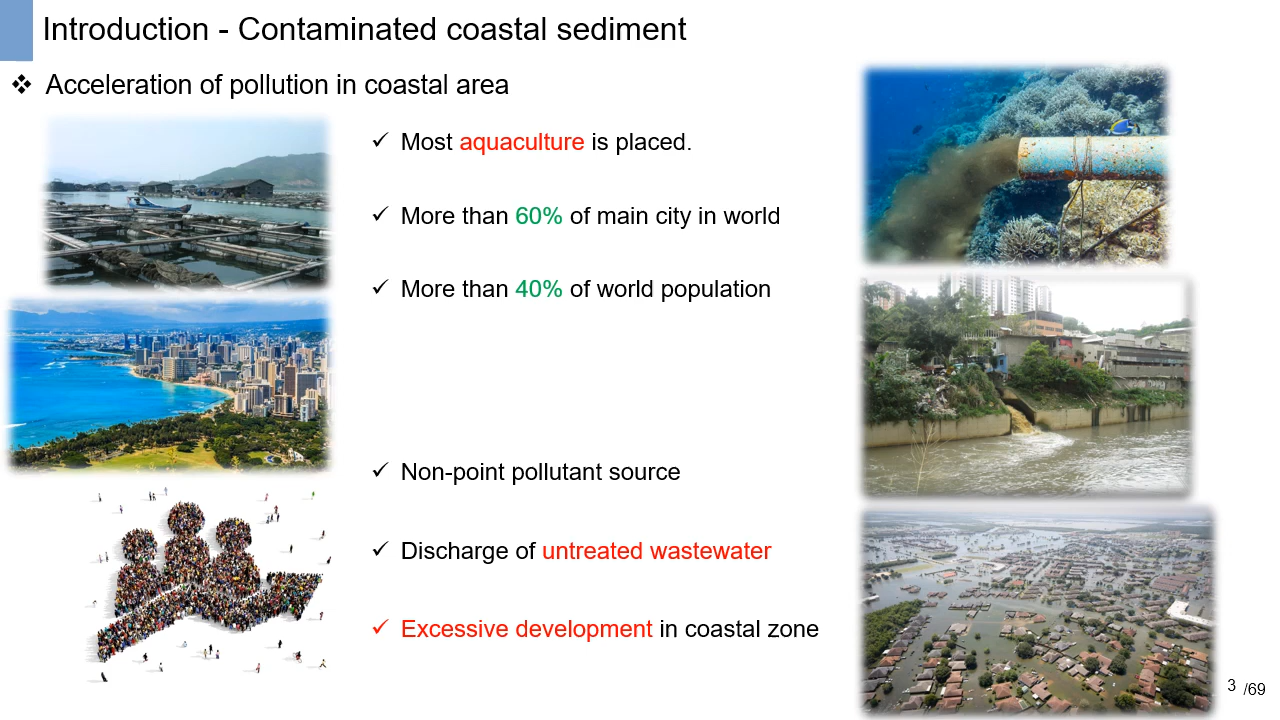 Introduction - Contaminated coastal sediment
❖ Acceleration of pollution in coastal area
✓ Most aquaculture is placed.
✓ More than 60% of main city in world
✓ More than 40% of world population
✓ Non-point pollutant source
✓ Discharge of untreated wastewater
✓ Excessive development in coastal zone
3 /69